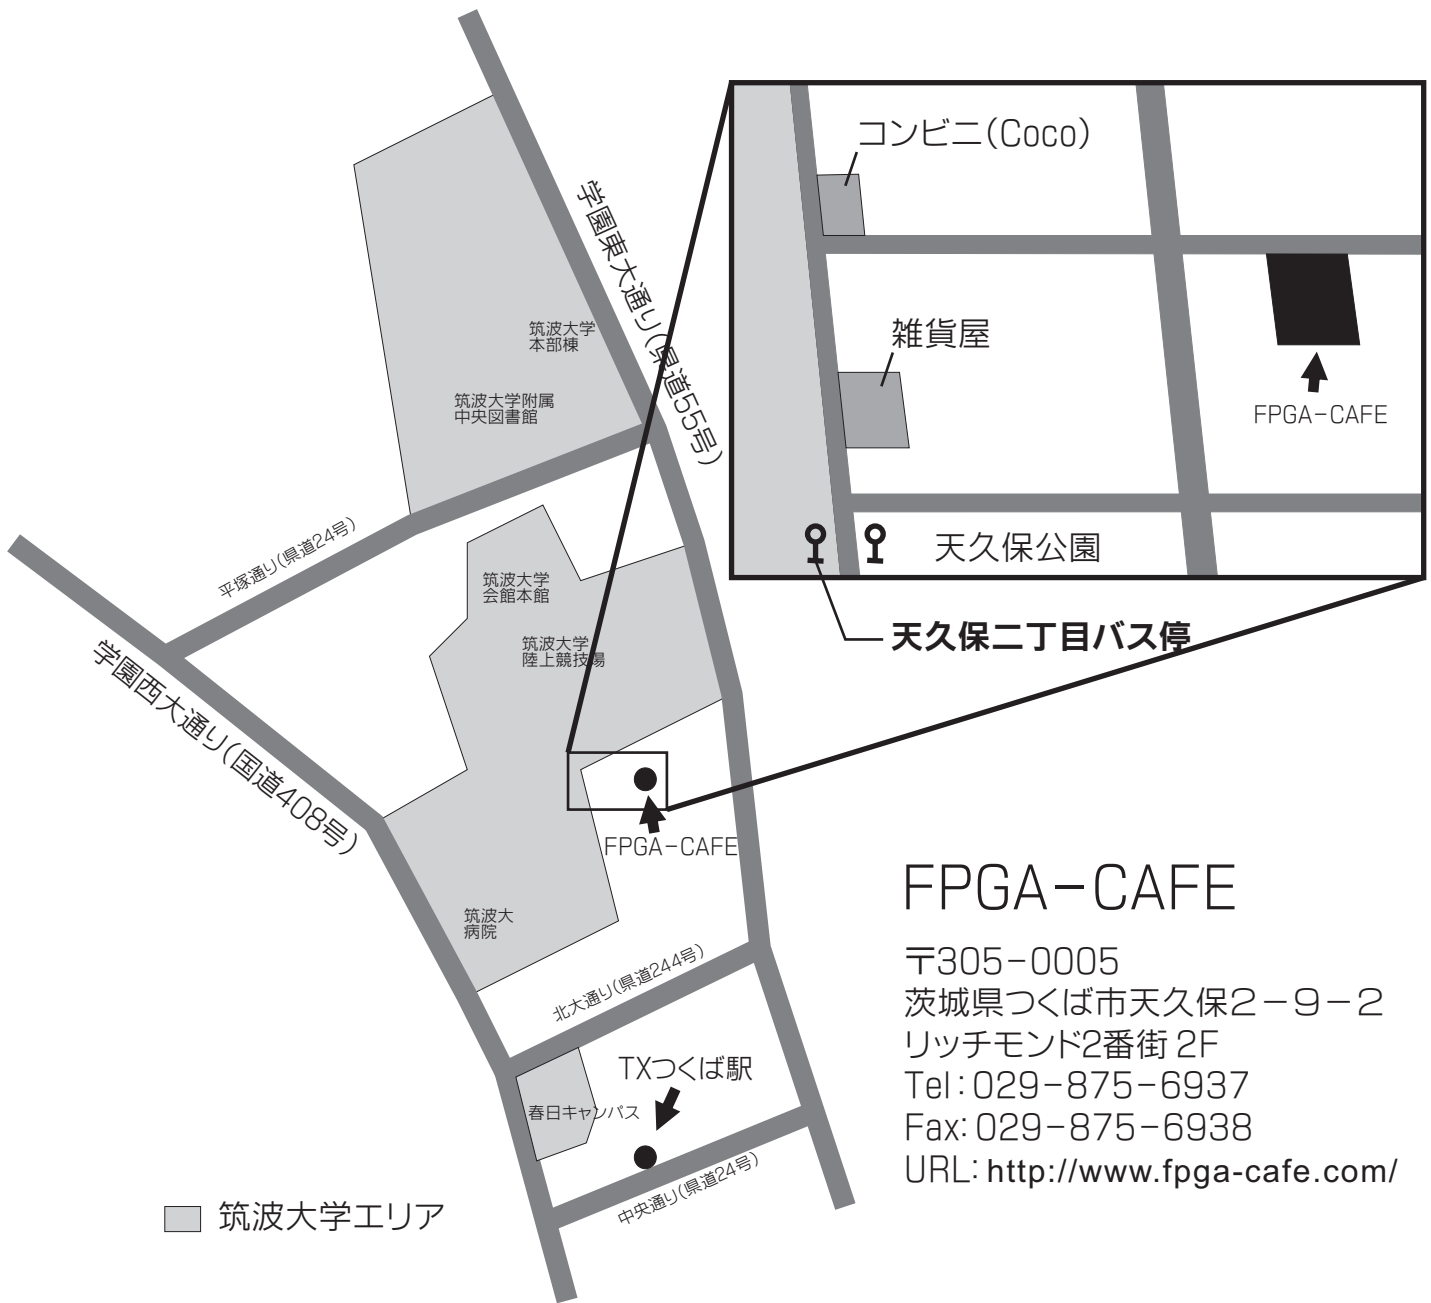 コンビニ(Coco)
雑貨屋
FPGA-CAFE
天久保公園
天久保二丁目バス停
学園東大通り(県道55号)
筑波大学
本部棟
筑波大学附属
中央図書館
平塚通り(県道24号)
筑波大学
会館本館
筑波大学
陸上競技場
学園西大通り(国道408号)
FPGA-CAFE
筑波大
病院
北大通り(県道244号)
TXつくば駅
春日キャンパス
中央通り(県道24号)
筑波大学エリア
FPGA-CAFE
〒305-0005
茨城県つくば市天久保2-9-2
リッチモンド2番街 2F
Tel:029-875-6937
Fax:029-875-6938
URL:http://www.fpga-cafe.com/